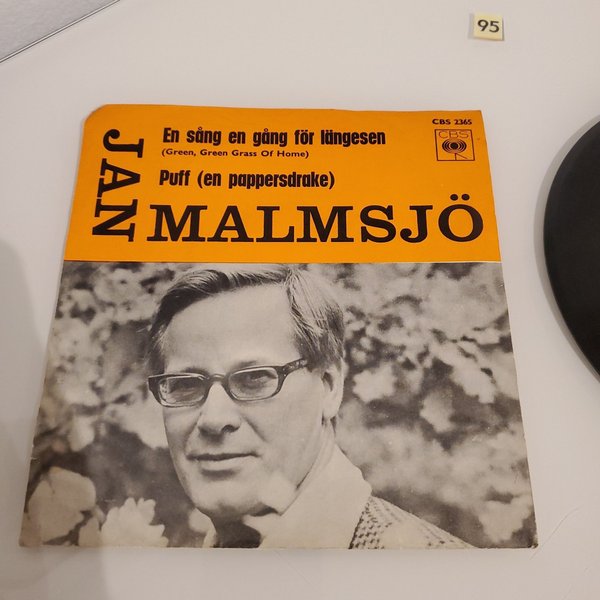 95
CBS 2365
CBS
En sång en gång för längesen
(Green, Green Grass Of Home)
Puff (en pappersdrake)
JAN
MALMSJÖ